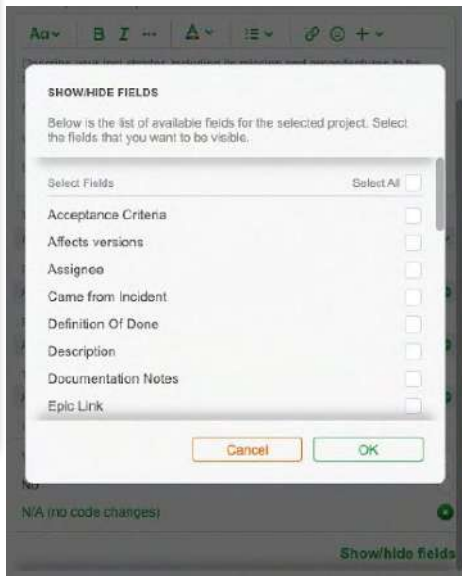 Aa B I ...
SHOW/HIDE FIELDS
Below is the list of available fields for the selected project. Select
the fields that you want to be visible.
Select Fields Select All
Acceptance Criteria
Affects versions
Assignee
Came from Incident
Definition Of Done
Description
Documentation Notes
Epic Link
Cancel OK
No
N/A (no code changes)
Show/hide fields